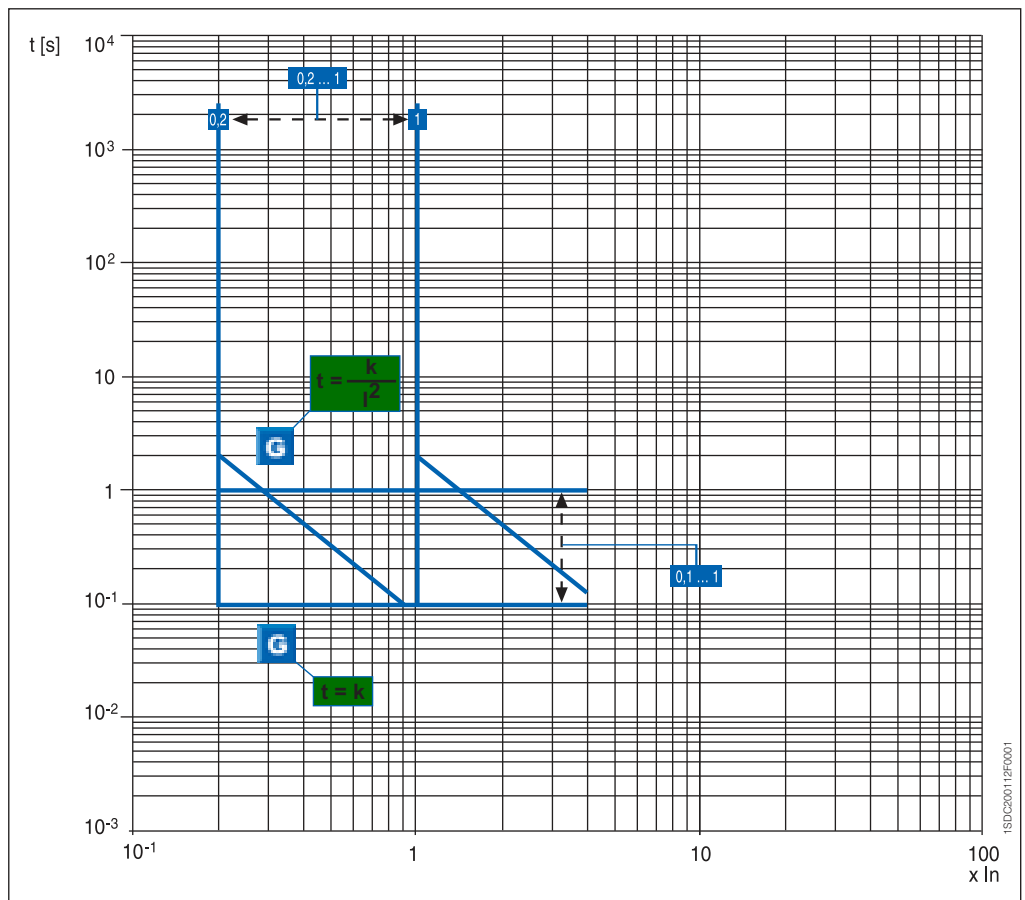 t [s]
10⁴
0,2 ... 1
0,2
1
10³
10²
t = k
I²
10
G
1
0,1 ... 1
10⁻¹
G
t = k
10⁻²
1SDC200112F0001
10⁻³
10⁻¹
1
10
100
x In